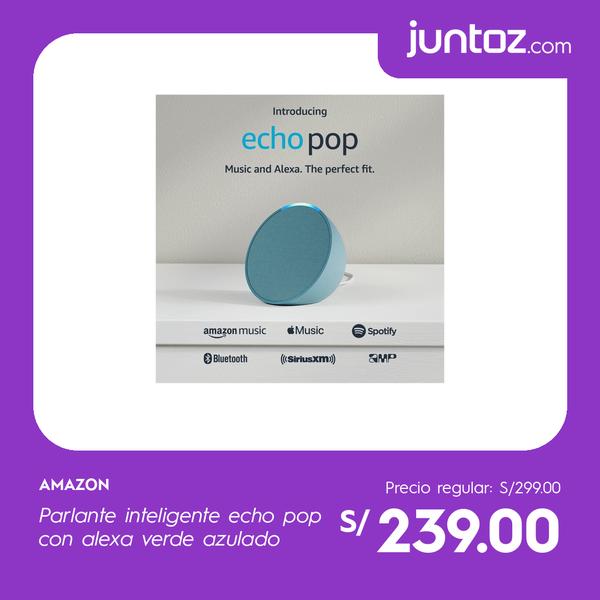 juntoz.com
Introducing
echo pop
Music and Alexa. The perfect fit.
amazon music
Music
Spotify
Bluetooth
((SiriusXM))
MP
AMAZON
Parlante inteligente echo pop
con alexa verde azulado
Precio regular: S/299.00
S/ 239.00